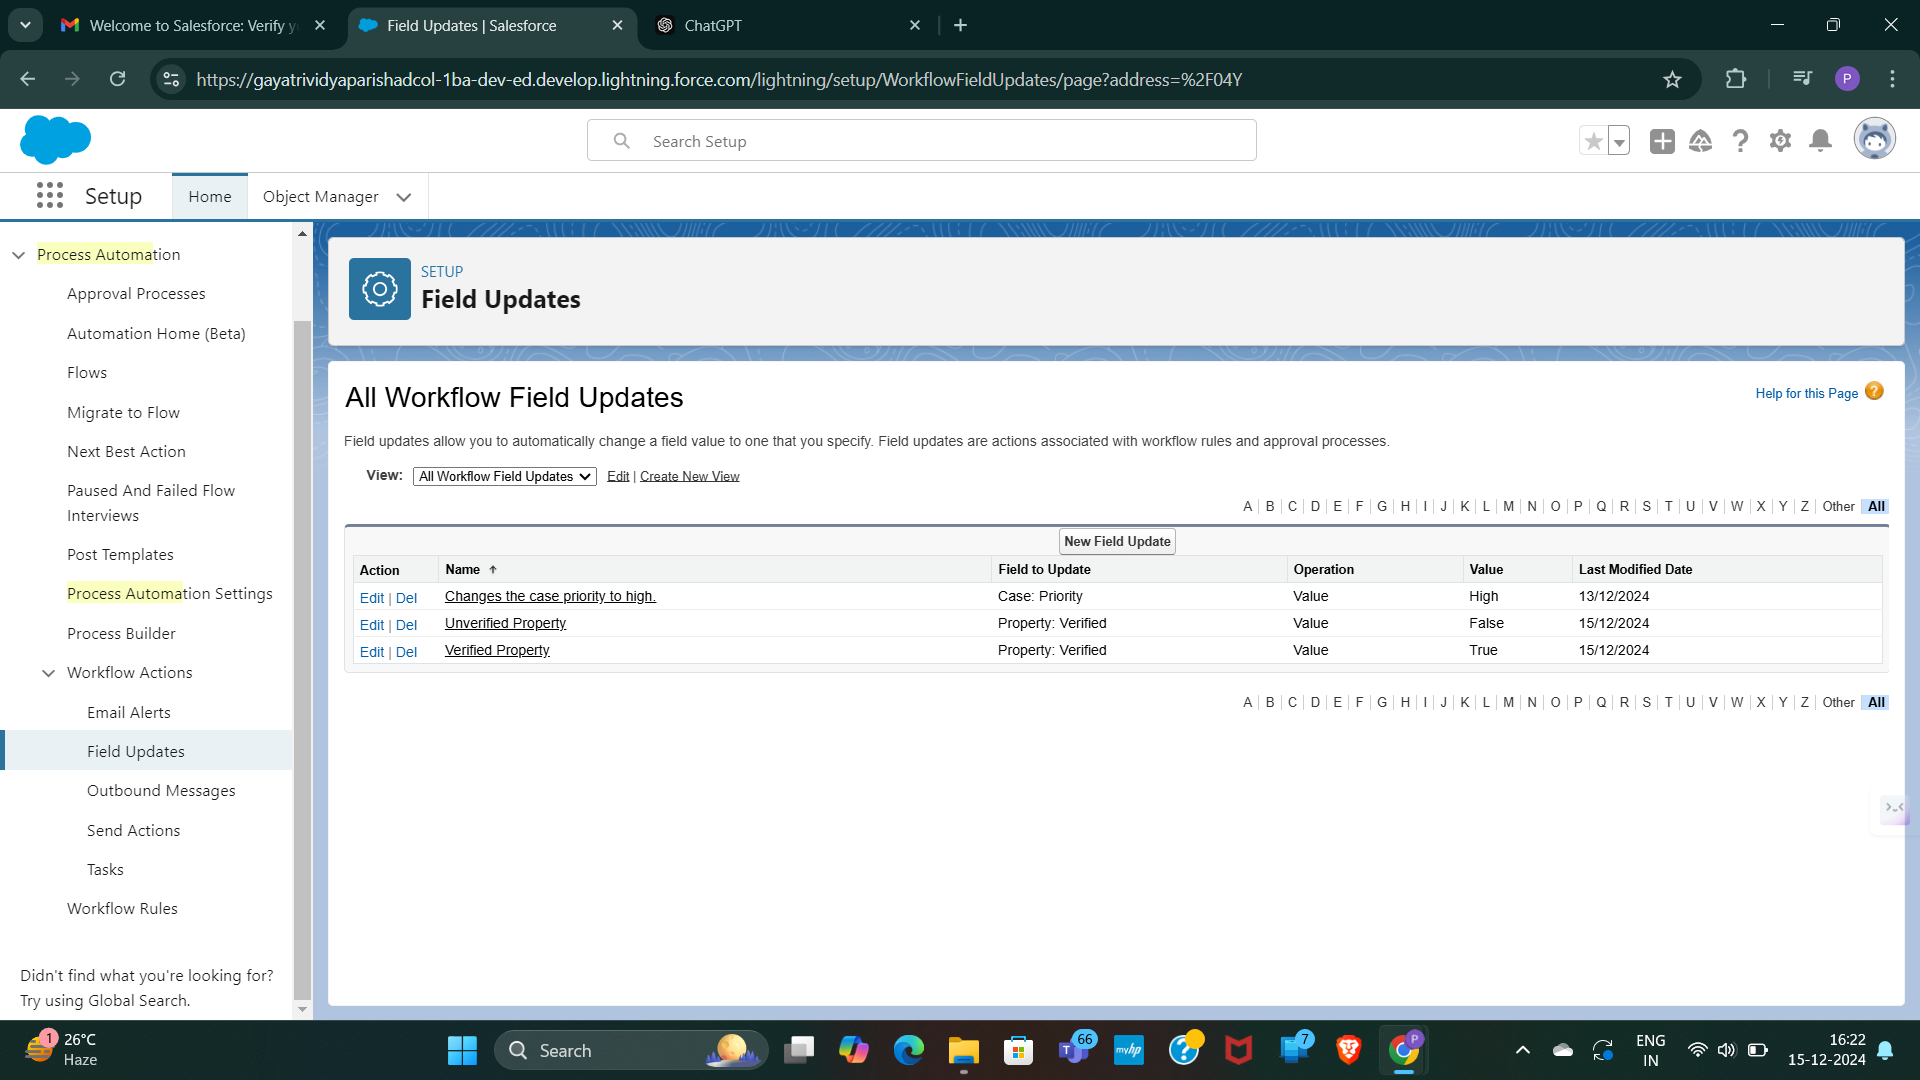 Welcome to Salesforce: Verify y
Field Updates | Salesforce
ChatGPT
https://gayatrividyaparishadcol-1ba-dev-ed.develop.lightning.force.com/lightning/setup/WorkflowFieldUpdates/page?address=%2F04Y
P
Search Setup
Setup
Home
Object Manager
Process Automation
Approval Processes
Automation Home (Beta)
Flows
Migrate to Flow
Next Best Action
Paused And Failed Flow
Interviews
Post Templates
Process Automation Settings
Process Builder
Workflow Actions
Email Alerts
Field Updates
Outbound Messages
Send Actions
Tasks
Workflow Rules
Didn't find what you're looking for?
Try using Global Search.
SETUP
Field Updates
All Workflow Field Updates
Help for this Page ?
Field updates allow you to automatically change a field value to one that you specify. Field updates are actions associated with workflow rules and approval processes.
View: All Workflow Field Updates Edit | Create New View
A | B | C | D | E | F | G | H | I | J | K | L | M | N | O | P | Q | R | S | T | U | V | W | X | Y | Z | Other All
New Field Update
Action Name ↑ Field to Update Operation Value Last Modified Date
Edit | Del Changes the case priority to high. Case: Priority Value High 13/12/2024
Edit | Del Unverified Property Property: Verified Value False 15/12/2024
Edit | Del Verified Property Property: Verified Value True 15/12/2024
A | B | C | D | E | F | G | H | I | J | K | L | M | N | O | P | Q | R | S | T | U | V | W | X | Y | Z | Other All
1
26°C
Haze
Search
66
myhp
?
7
P
ENG
IN
16:22
15-12-2024